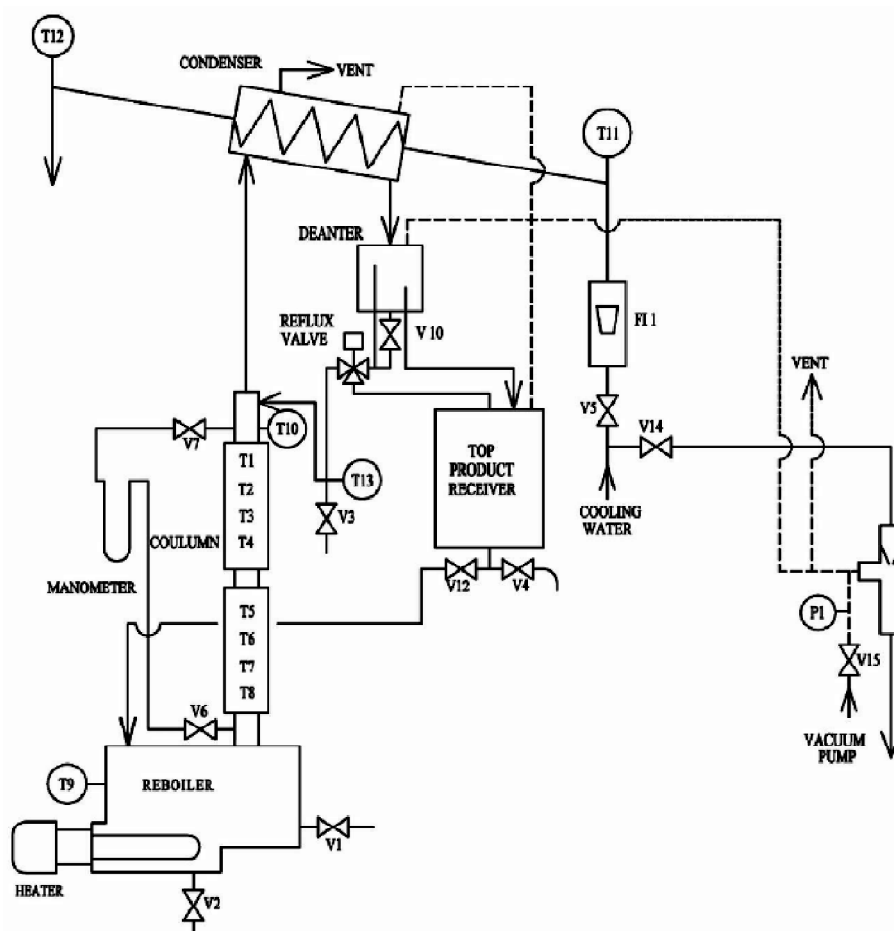 T12
CONDENSER
VENT
T11
DEANTER
REFLUX
VALVE
V 10
FI 1
VENT
V5
V14
V7
T10
T1
T2
T3
T4
TOP
PRODUCT
RECEIVER
T13
V3
COOLING
WATER
COULUMN
MANOMETER
V12
V4
T5
T6
T7
T8
P1
V15
V6
VACUUM
PUMP
T9
REBOILER
V1
HEATER
V2